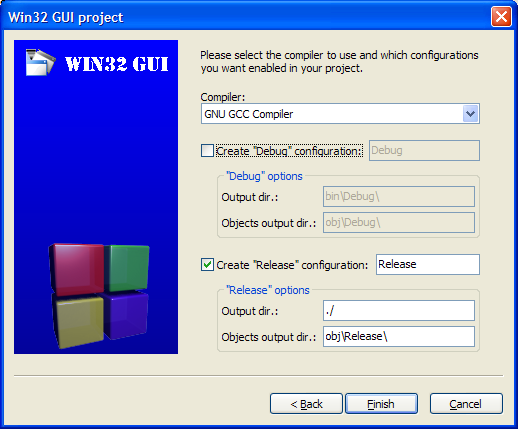 Win32 GUI project
WIN32 GUI
Please select the compiler to use and which configurations
you want enabled in your project.
Compiler:
GNU GCC Compiler
Create "Debug" configuration: Debug
"Debug" options
Output dir.: bin\Debug\
Objects output dir.: obj\Debug\
Create "Release" configuration: Release
"Release" options
Output dir.: ./
Objects output dir.: obj\Release\
< Back Finish Cancel